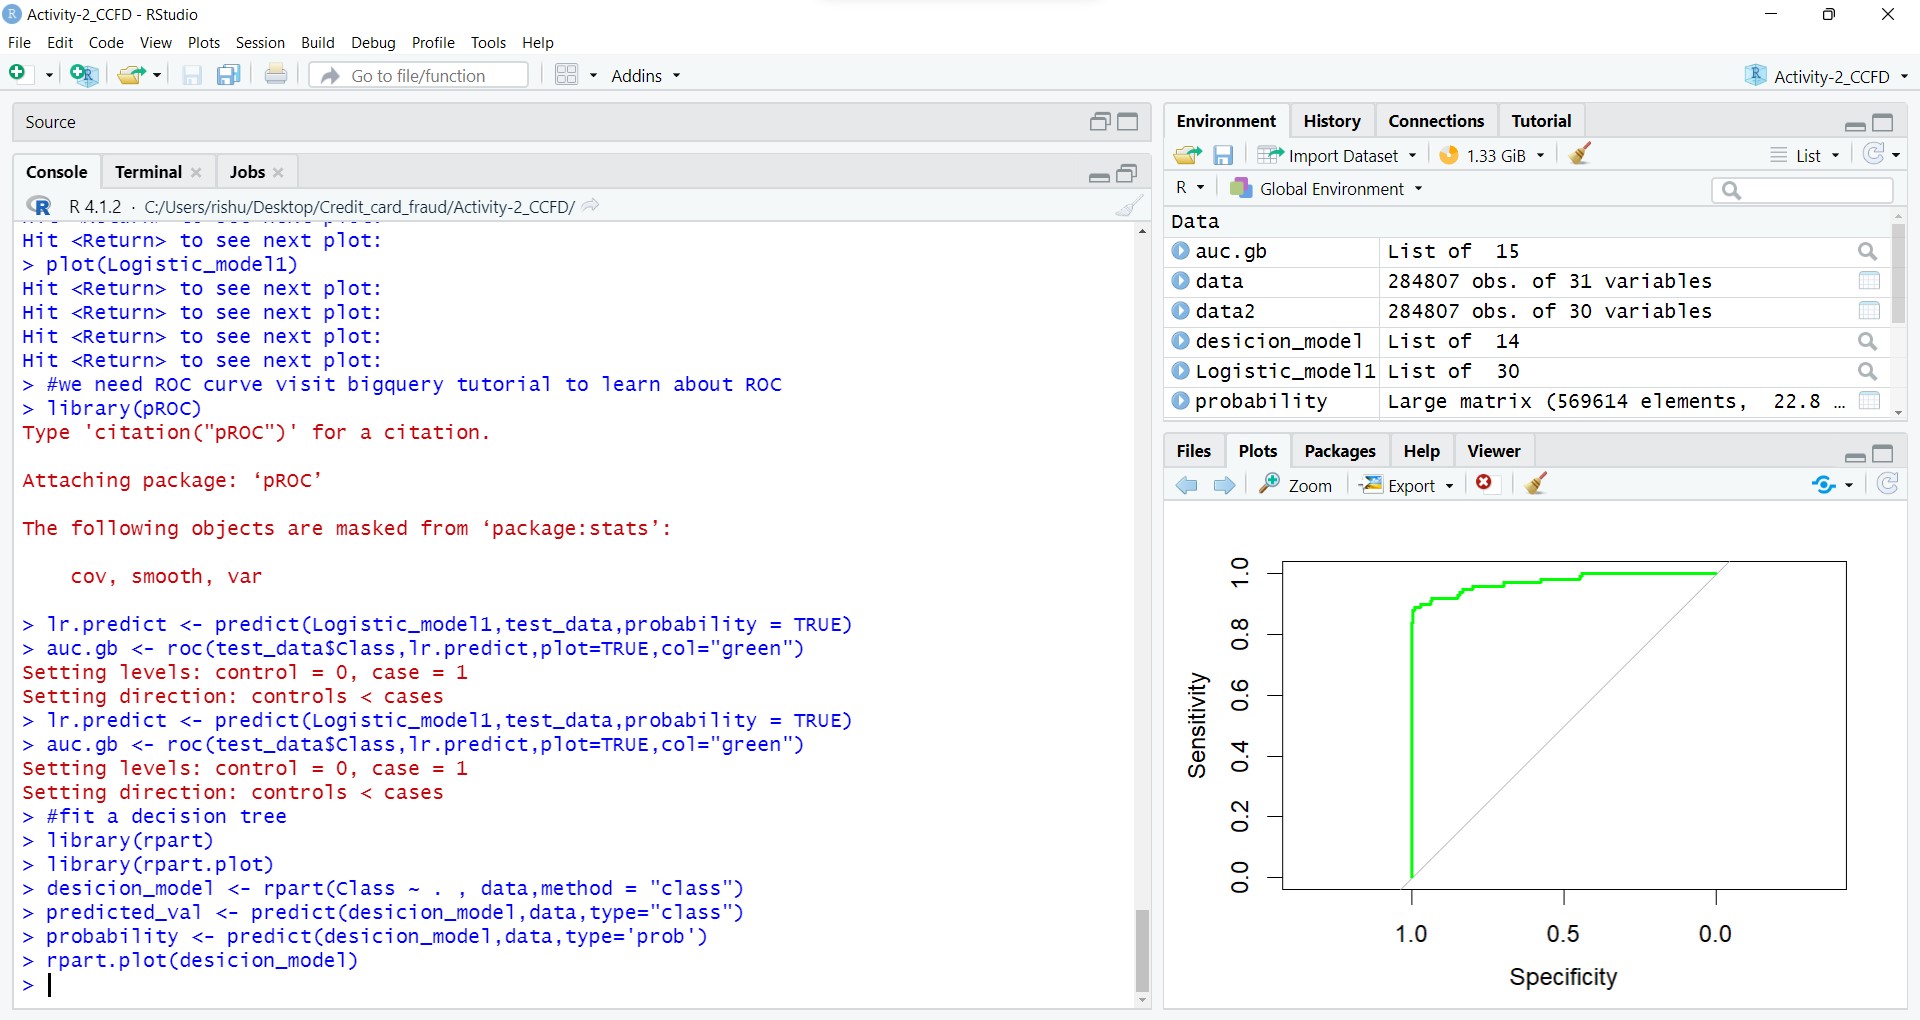 Activity-2_CCFD - RStudio
File Edit Code View Plots Session Build Debug Profile Tools Help
Go to file/function Addins Activity-2_CCFD
Source
Console Terminal Jobs
R 4.1.2 · C:/Users/rishu/Desktop/Credit_card_fraud/Activity-2_CCFD/
Hit <Return> to see next plot:
> plot(Logistic_model1)
Hit <Return> to see next plot:
Hit <Return> to see next plot:
Hit <Return> to see next plot:
Hit <Return> to see next plot:
> #we need ROC curve visit bigquery tutorial to learn about ROC
> library(pROC)
Type 'citation("pROC")' for a citation.
Attaching package: ‘pROC’
The following objects are masked from ‘package:stats’:
cov, smooth, var
> lr.predict <- predict(Logistic_model1,test_data,probability = TRUE)
> auc.gb <- roc(test_data$Class,lr.predict,plot=TRUE,col="green")
Setting levels: control = 0, case = 1
Setting direction: controls < cases
> lr.predict <- predict(Logistic_model1,test_data,probability = TRUE)
> auc.gb <- roc(test_data$Class,lr.predict,plot=TRUE,col="green")
Setting levels: control = 0, case = 1
Setting direction: controls < cases
> #fit a decision tree
> library(rpart)
> library(rpart.plot)
> desicion_model <- rpart(Class ~ . , data,method = "class")
> predicted_val <- predict(desicion_model,data,type="class")
> probability <- predict(desicion_model,data,type='prob')
> rpart.plot(desicion_model)
>
Environment History Connections Tutorial
Import Dataset 1.33 GiB List
R Global Environment
Data
auc.gb List of 15
data 284807 obs. of 31 variables
data2 284807 obs. of 30 variables
desicion_model List of 14
Logistic_model1 List of 30
probability Large matrix (569614 elements, 22.8 …
Files Plots Packages Help Viewer
Zoom Export
Sensitivity
1.0
0.8
0.6
0.4
0.2
0.0
1.0 0.5 0.0
Specificity